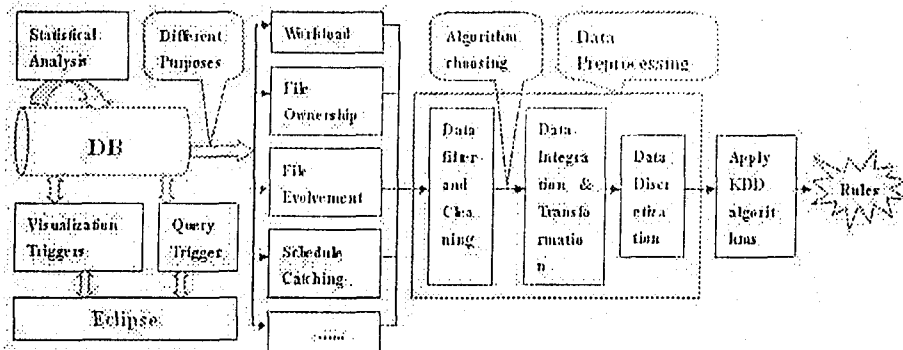 Statistical
Analysis
Different
Purposes
DB
Visualization
Triggers
Query
Trigger
Eclipse
Workload
File
Ownership
File
Evolvement
Schedule
Catching
Algorithm
choosing
Data
Preprocessing
Data
filter
and
Clea
ning
Data
Integra
tion &
Transfo
rmatio
n
Data
Discr
etiza
tion
Apply
KDD
algorit
hms
Rules